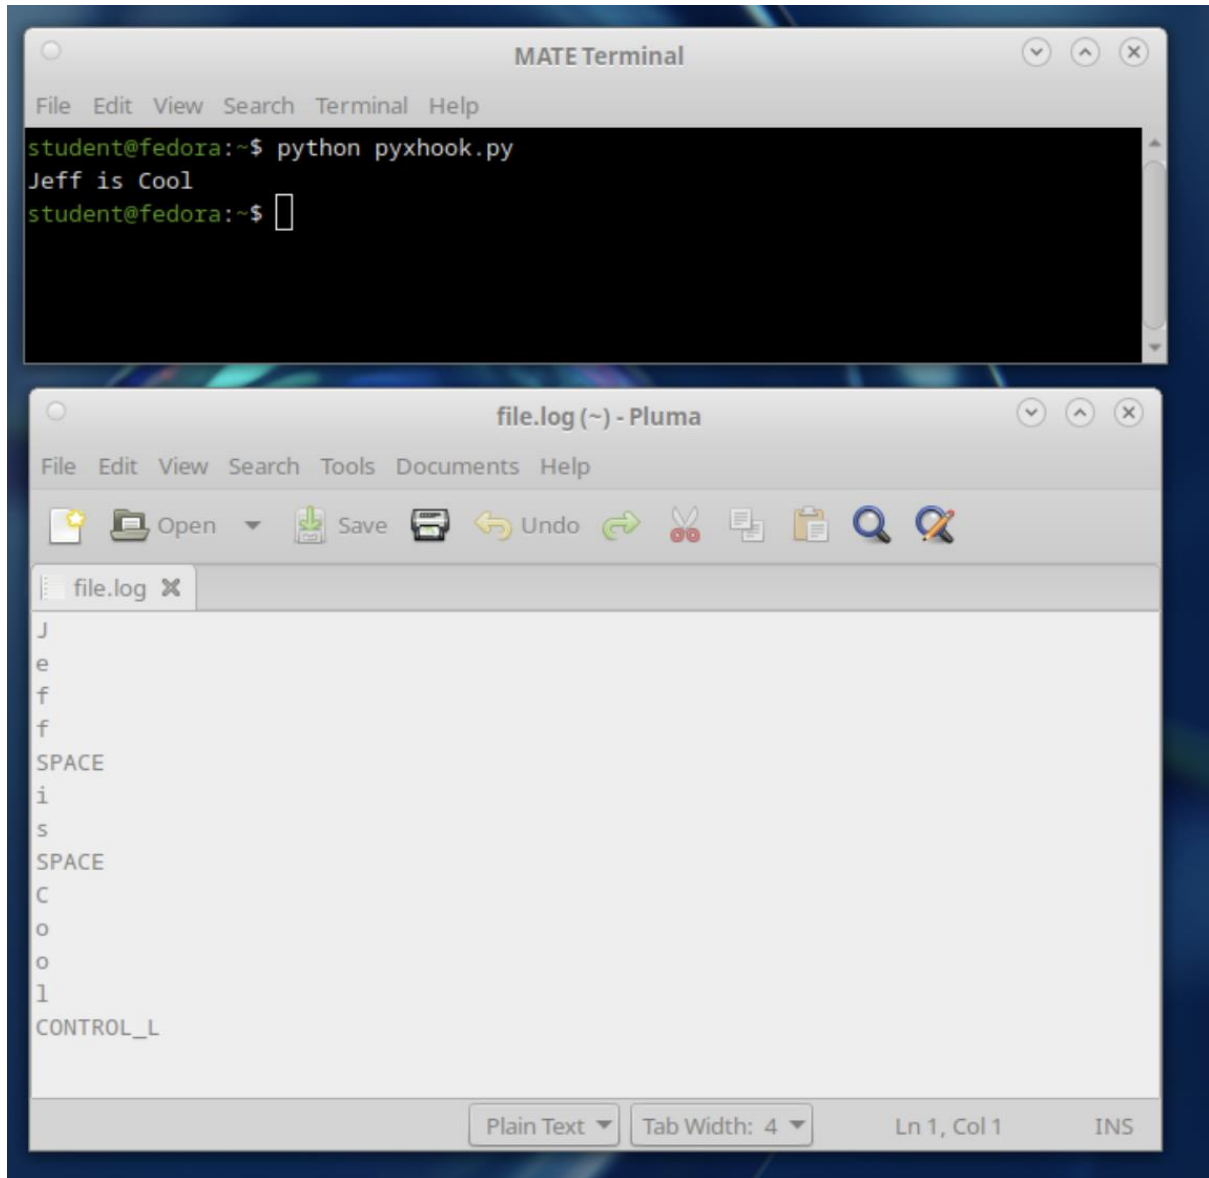 MATE Terminal
File Edit View Search Terminal Help
student@fedora:~$ python pyxhook.py
Jeff is Cool
student@fedora:~$
file.log (~) - Pluma
File Edit View Search Tools Documents Help
Open Save Undo
file.log
J
e
f
f
SPACE
i
s
SPACE
C
o
o
l
CONTROL_L
Plain Text Tab Width: 4 Ln 1, Col 1 INS